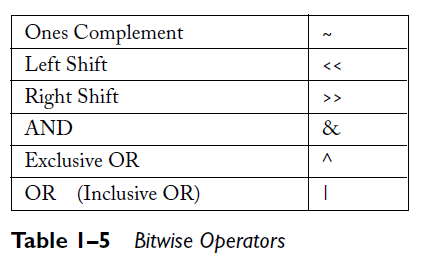 Ones Complement ~
Left Shift <<
Right Shift >>
AND &
Exclusive OR ^
OR (Inclusive OR) |
Table 1–5 Bitwise Operators